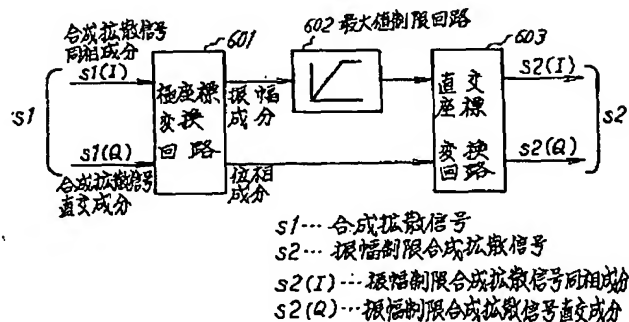 合成拡散信号
同相成分
s1(I)
s1
s1(Q)
合成拡散信号
直交成分
601
極座標
変換
回路
振幅
成分
位相
成分
602 最大値制限回路
603
直交
座標
変換
回路
s2(I)
s2
s2(Q)
s1…合成拡散信号
s2…振幅制限合成拡散信号
s2(I)…振幅制限合成拡散信号同相成分
s2(Q)…振幅制限合成拡散信号直交成分